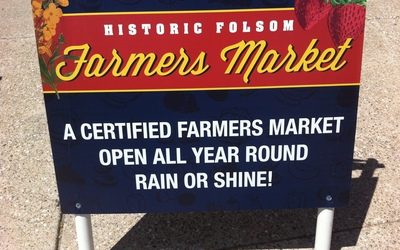 HISTORIC FOLSOM
Farmers Market
A CERTIFIED FARMERS MARKET
OPEN ALL YEAR ROUND
RAIN OR SHINE!